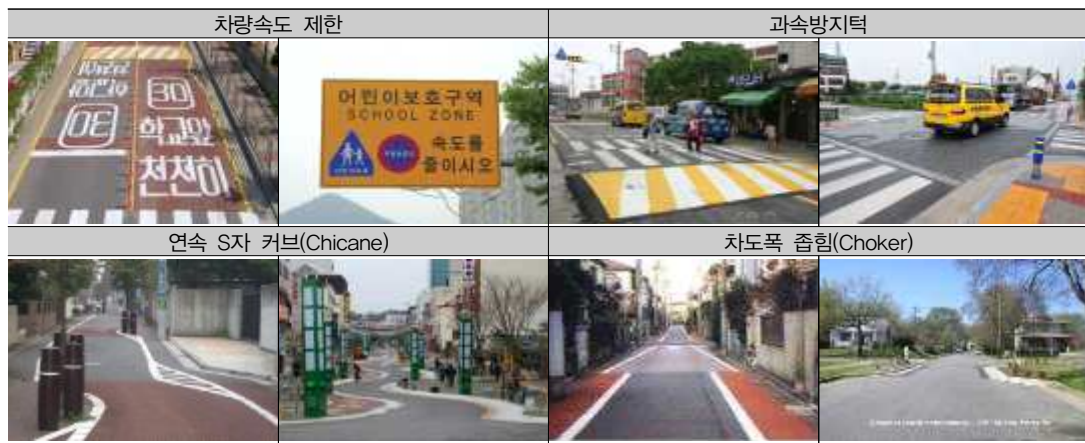 차량속도 제한
과속방지턱
30
30
학교앞
천천히
어린이보호구역
SCHOOL ZONE
속도를
줄이시오
연속 S자 커브(Chicane)
차도폭 좁힘(Choker)